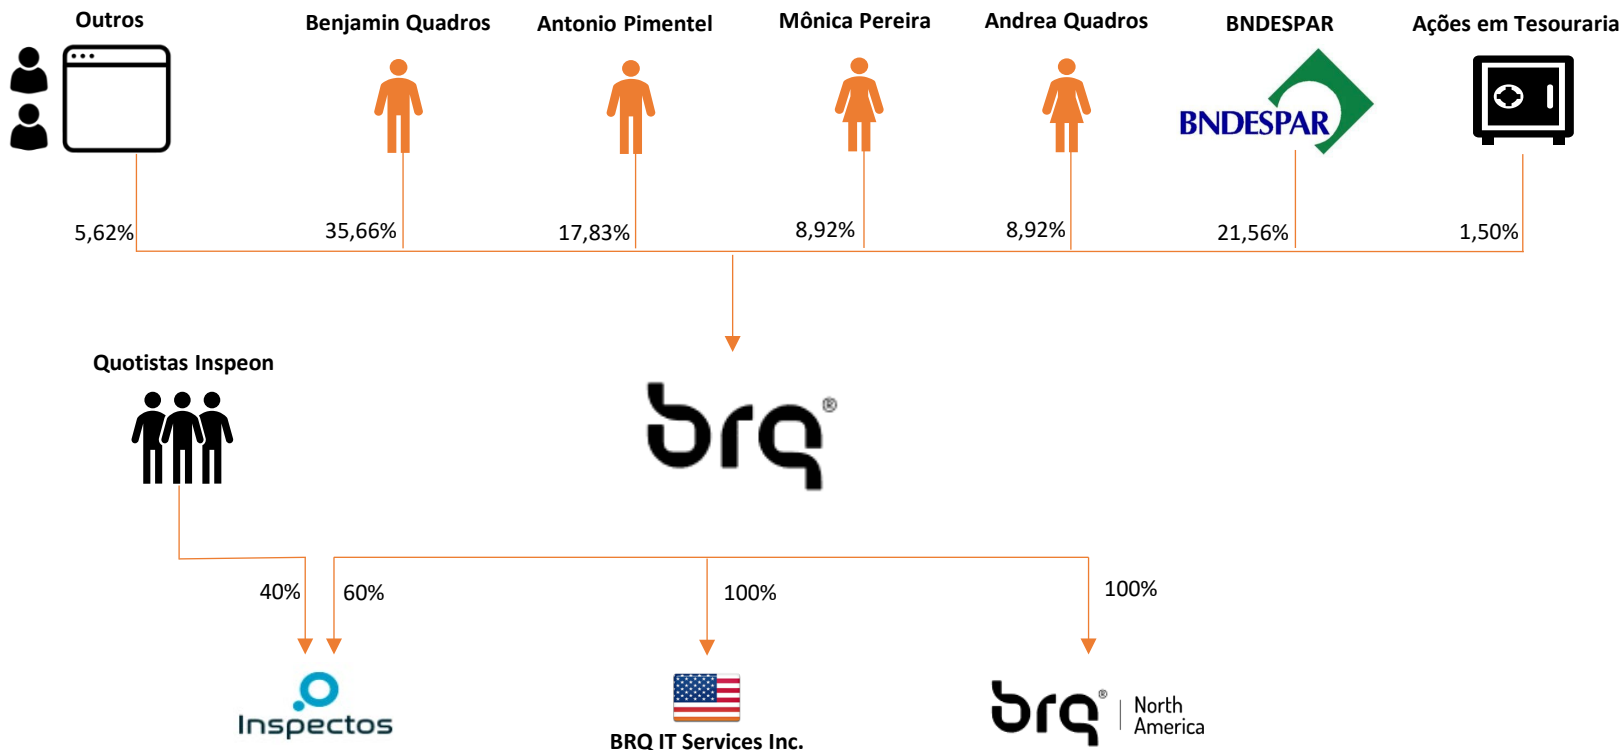 Outros
Benjamin Quadros
Antonio Pimentel
Mônica Pereira
Andrea Quadros
BNDESPAR
Ações em Tesouraria
BNDESPAR
5,62%
35,66%
17,83%
8,92%
8,92%
21,56%
1,50%
Quotistas Inspeon
brq®
40%
60%
100%
100%
Inspectos
BRQ IT Services Inc.
brq®
North
America